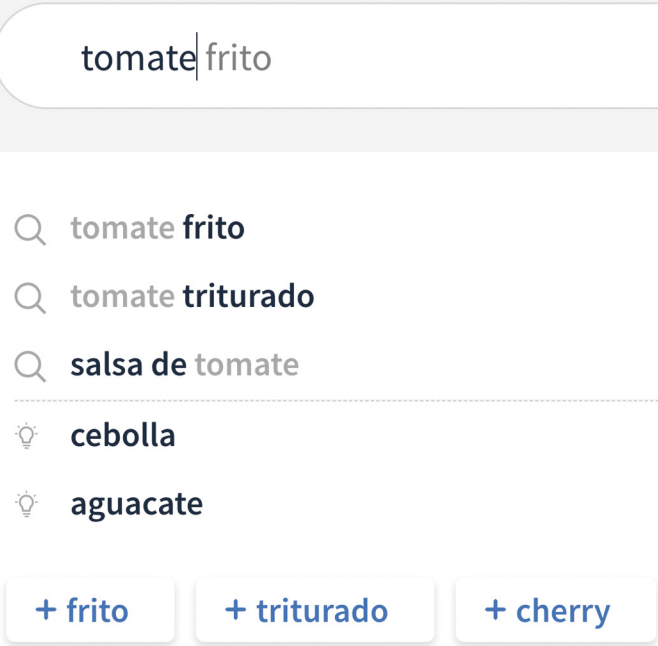 tomate frito
tomate frito
tomate triturado
salsa de tomate
cebolla
aguacate
+ frito + triturado + cherry